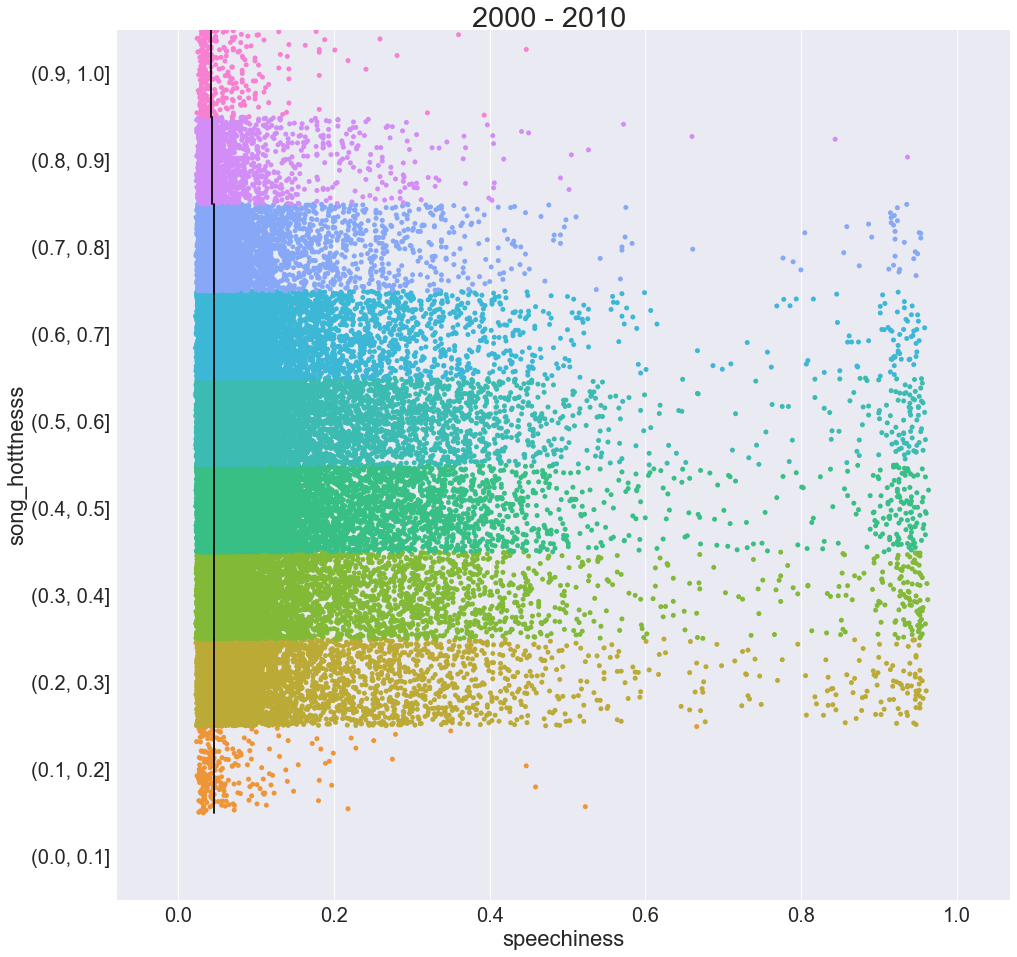 2000 - 2010
song_hotttnesss
(0.9, 1.0]
(0.8, 0.9]
(0.7, 0.8]
(0.6, 0.7]
(0.5, 0.6]
(0.4, 0.5]
(0.3, 0.4]
(0.2, 0.3]
(0.1, 0.2]
(0.0, 0.1]
0.0 0.2 0.4 0.6 0.8 1.0
speechiness